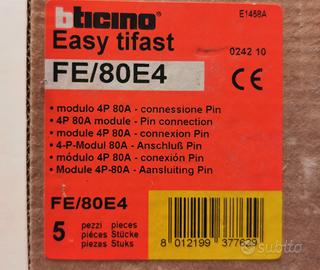 bticino
E1458A
Easy tifast
0242 10
FE/80E4
CE
• modulo 4P 80A - connessione Pin
• 4P 80A module - Pin connection
• module 4P 80A - connexion Pin
• 4-P-Modul 80A - Anschluß Pin
• módulo 4P 80A - conexión Pin
• Module 4P-80A - Aansluiting Pin
FE/80E4
5
pezzi pieces
pièces Stücke
piezas Stuks
8 012199 377629
subito